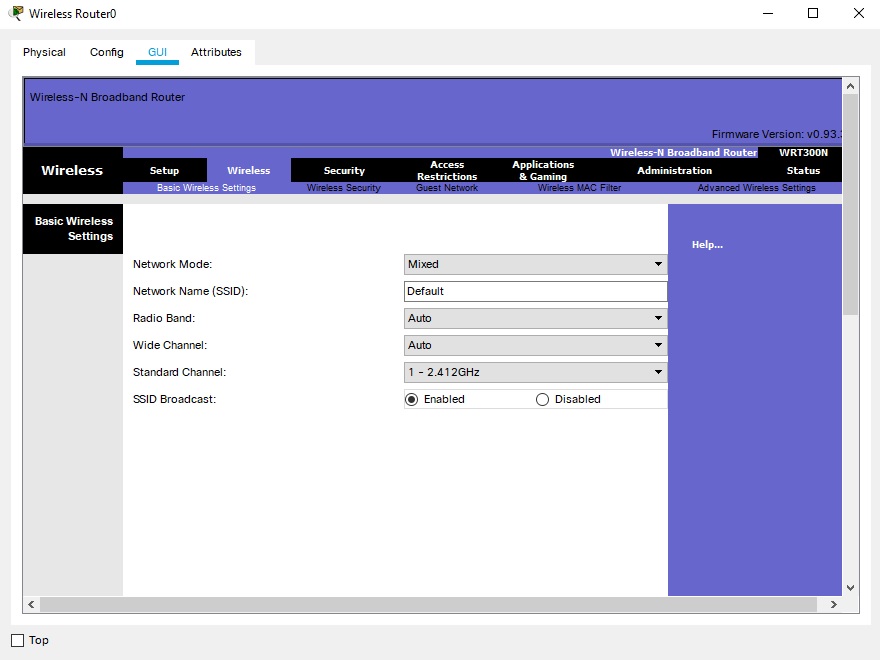 Wireless Router0
Physical Config GUI Attributes
Wireless-N Broadband Router
Firmware Version: v0.93.
Wireless-N Broadband Router WRT300N
Wireless Setup Wireless Security Access Restrictions Applications & Gaming Administration Status
Basic Wireless Settings Wireless Security Guest Network Wireless MAC Filter Advanced Wireless Settings
Basic Wireless
Settings
Help...
Network Mode: Mixed
Network Name (SSID): Default
Radio Band: Auto
Wide Channel: Auto
Standard Channel: 1 - 2.412GHz
SSID Broadcast: Enabled Disabled
Top